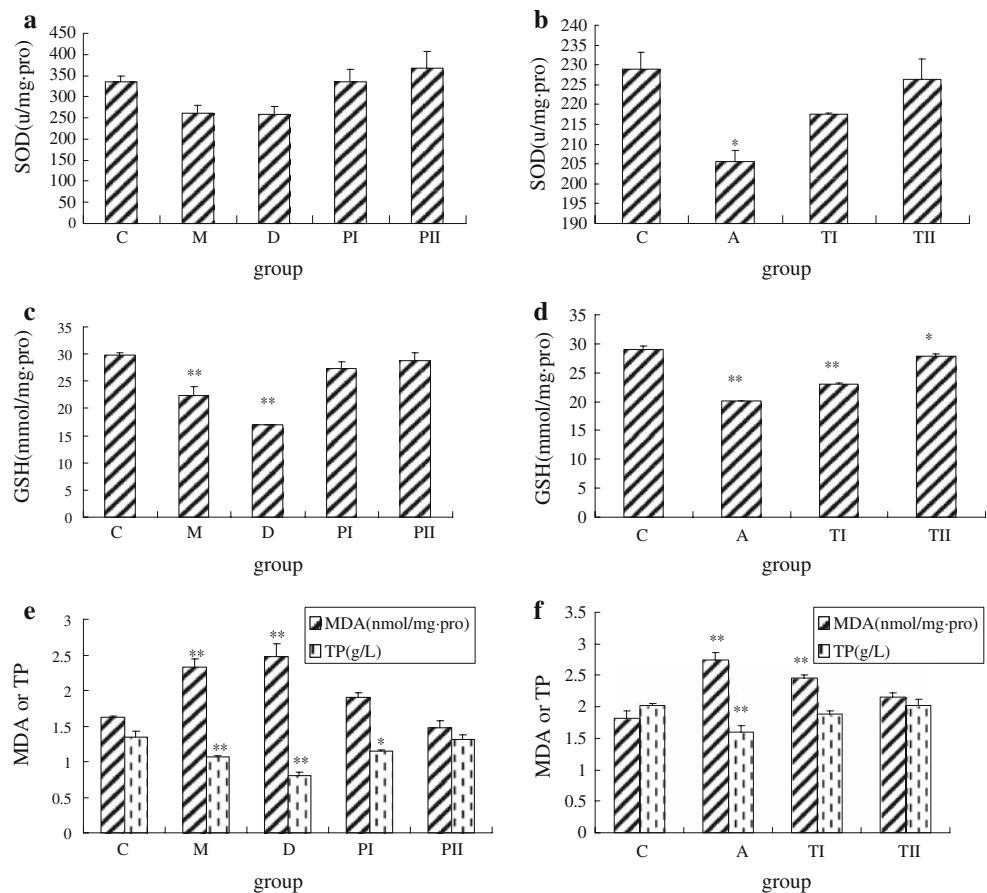 a
SOD(u/mg·pro)
450
400
350
300
250
200
150
100
50
0
C M D PI PII
group
b
SOD(u/mg·pro)
235
230
225
220
215
210
205
200
195
190
*
C A TI TII
group
c
GSH(mmol/mg·pro)
35
30
25
20
15
10
5
0
** **
C M D PI PII
group
d
GSH(mmol/mg·pro)
35
30
25
20
15
10
5
0
** ** *
C A TI TII
group
e
MDA or TP
3
2.5
2
1.5
1
0.5
0
MDA(nmol/mg·pro)
TP(g/L)
** **
** ** *
C M D PI PII
group
f
MDA or TP
3.5
3
2.5
2
1.5
1
0.5
0
MDA(nmol/mg·pro)
TP(g/L)
** **
**
C A TI TII
group